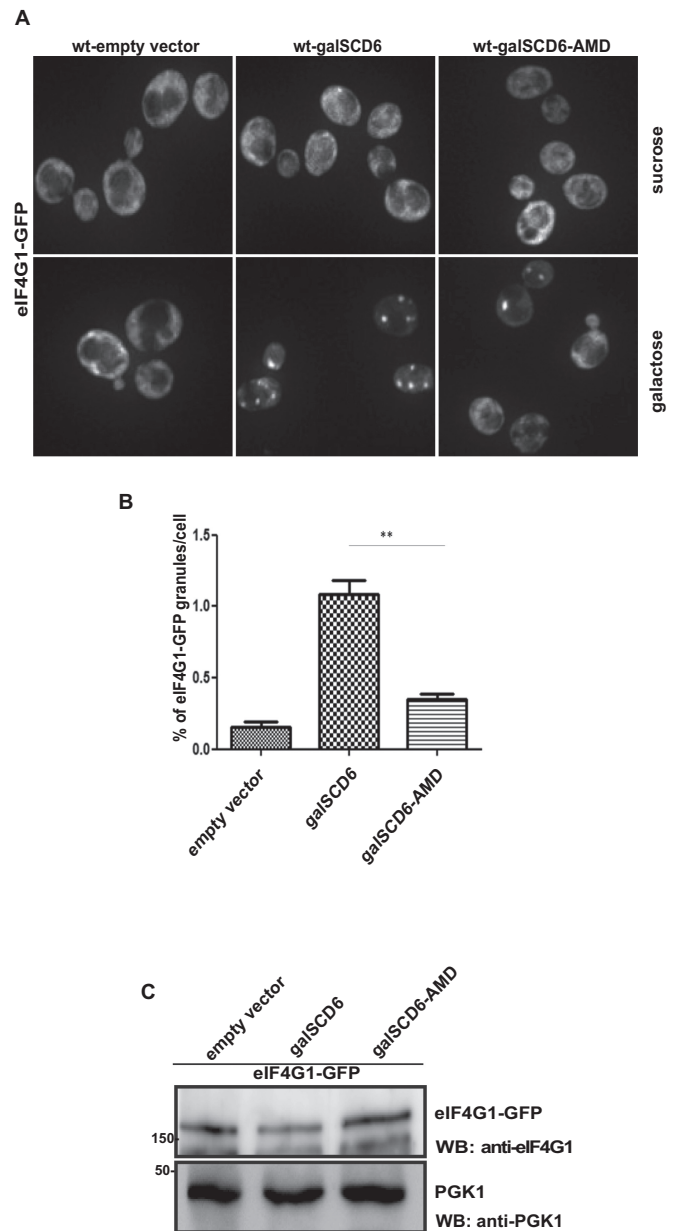 A
wt-empty vector
wt-galSCD6
wt-galSCD6-AMD
eIF4G1-GFP
sucrose
galactose
B
% of eIF4G1-GFP granules/cell
1.5
1.0
0.5
0.0
**
empty vector
galSCD6
galSCD6-AMD
C
empty vector
galSCD6
galSCD6-AMD
eIF4G1-GFP
150
eIF4G1-GFP
WB: anti-eIF4G1
50
PGK1
WB: anti-PGK1